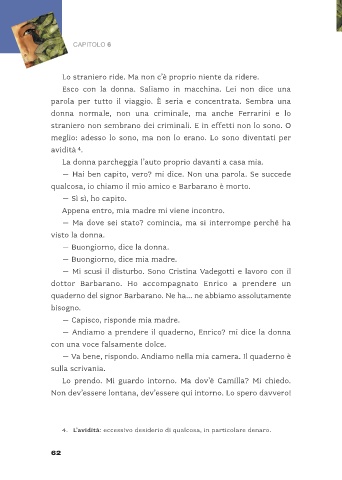 CAPITOLO 6
Lo straniero ride. Ma non c'è proprio niente da ridere.
Esco con la donna. Saliamo in macchina. Lei non dice una
parola per tutto il viaggio. È seria e concentrata. Sembra una
donna normale, non una criminale, ma anche Ferrarini e lo
straniero non sembrano dei criminali. E in effetti non lo sono. O
meglio: adesso lo sono, ma non lo erano. Lo sono diventati per
avidità 4.
La donna parcheggia l'auto proprio davanti a casa mia.
— Hai ben capito, vero? mi dice. Non una parola. Se succede
qualcosa, io chiamo il mio amico e Barbarano è morto.
— Sì sì, ho capito.
Appena entro, mia madre mi viene incontro.
— Ma dove sei stato? comincia, ma si interrompe perché ha
visto la donna.
— Buongiorno, dice la donna.
— Buongiorno, dice mia madre.
— Mi scusi il disturbo. Sono Cristina Vadegotti e lavoro con il
dottor Barbarano. Ho accompagnato Enrico a prendere un
quaderno del signor Barbarano. Ne ha... ne abbiamo assolutamente
bisogno.
— Capisco, risponde mia madre.
— Andiamo a prendere il quaderno, Enrico? mi dice la donna
con una voce falsamente dolce.
— Va bene, rispondo. Andiamo nella mia camera. Il quaderno è
sulla scrivania.
Lo prendo. Mi guardo intorno. Ma dov'è Camilla? Mi chiedo.
Non dev'essere lontana, dev'essere qui intorno. Lo spero davvero!
4. L'avidità: eccessivo desiderio di qualcosa, in particolare denaro.
62